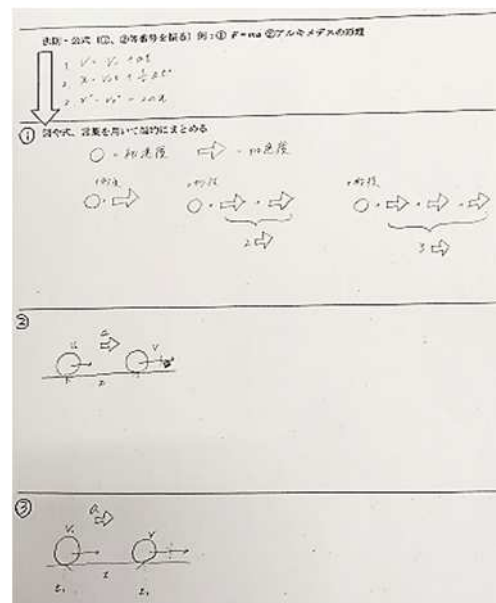 法則・公式(①、②等番号を振る) 例:① F=ma ②アルキメデスの原理
1. V = V₀ + at
2. x = V₀t + ½at²
3. V² - V₀² = 2ax
① 図や式、言葉を用いて端的にまとめる
○ = 初速度 ⇨ = 加速度
1秒後 2秒後 3秒後
○ + ⇨ ○ + ⇨ + ⇨ ○ + ⇨ + ⇨ + ⇨
2⇨ 3⇨
②
a
V
③
a
V₀ V